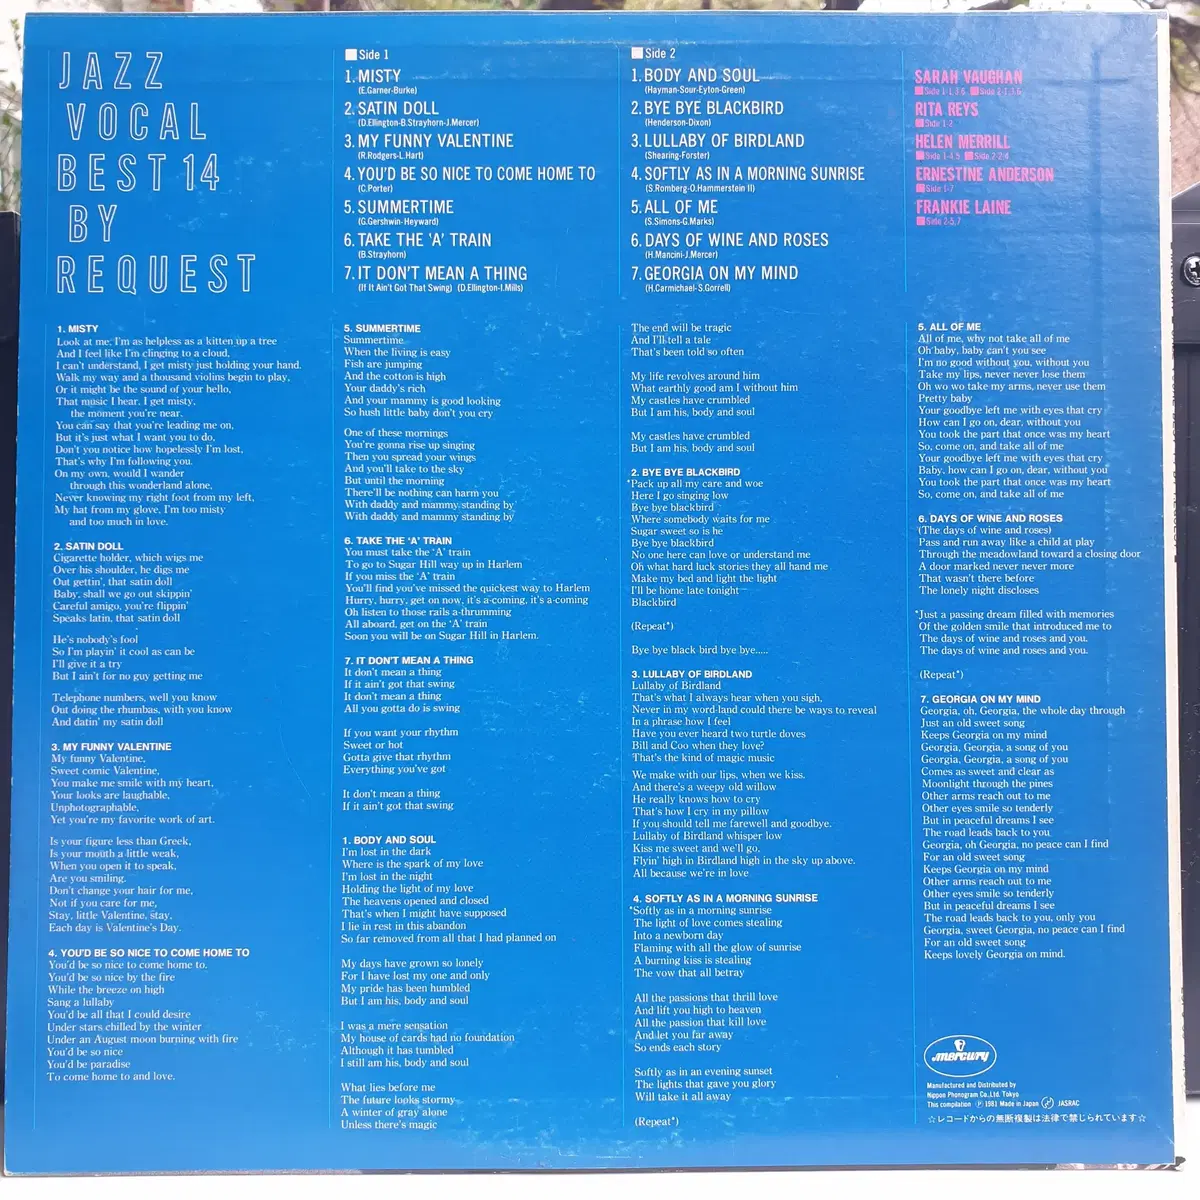 JAZZ
VOCAL
BEST 14
BY
REQUEST
Side 1
1. MISTY
(E.Garner-Burke)
2. SATIN DOLL
(D.Ellington-B.Strayhorn-J.Mercer)
3. MY FUNNY VALENTINE
(R.Rodgers-L.Hart)
4. YOU'D BE SO NICE TO COME HOME TO
(C.Porter)
5. SUMMERTIME
(G.Gershwin-Heyward)
6. TAKE THE 'A' TRAIN
(B.Strayhorn)
7. IT DON'T MEAN A THING
(If It Ain't Got That Swing) (D.Ellington-I.Mills)
Side 2
1. BODY AND SOUL
(Hayman-Sour-Eyton-Green)
2. BYE BYE BLACKBIRD
(Henderson-Dixon)
3. LULLABY OF BIRDLAND
(Shearing-Forster)
4. SOFTLY AS IN A MORNING SUNRISE
(S.Romberg-O.Hammerstein II)
5. ALL OF ME
(S.Simons-G.Marks)
6. DAYS OF WINE AND ROSES
(H.Mancini-J.Mercer)
7. GEORGIA ON MY MIND
(H.Carmichael-S.Gorrell)
SARAH VAUGHAN
Side 1-1,3,6 Side 2-1,3,6
RITA REYS
Side 1-2
HELEN MERRILL
Side 1-4,5 Side 2-2,4
ERNESTINE ANDERSON
Side 1-7
FRANKIE LAINE
Side 2-5,7
1. MISTY
Look at me, I'm as helpless as a kitten up a tree
And I feel like I'm clinging to a cloud,
I can't understand, I get misty just holding your hand.
Walk my way and a thousand violins begin to play,
Or it might be the sound of your hello,
That music I hear, I get misty,
the moment you're near,
You can say that you're leading me on,
But it's just what I want you to do,
Don't you notice how hopelessly I'm lost,
That's why I'm following you.
On my own, would I wander
through this wonderland alone,
Never knowing my right foot from my left,
My hat from my glove, I'm too misty
and too much in love.
2. SATIN DOLL
Cigarette holder, which wigs me
Over his shoulder, he digs me
Out gettin', that satin doll
Baby, shall we go out skippin'
Careful amigo, you're flippin'
Speaks latin, that satin doll
He's nobody's fool
So I'm playin' it cool as can be
I'll give it a try
But I ain't for no guy getting me
Telephone numbers, well you know
Out doing the rhumbas, with you know
And datin' my satin doll
3. MY FUNNY VALENTINE
My funny Valentine,
Sweet comic Valentine,
You make me smile with my heart,
Your looks are laughable,
Unphotographable,
Yet you're my favorite work of art.
Is your figure less than Greek,
Is your mouth a little weak,
When you open it to speak,
Are you smiling.
Don't change your hair for me,
Not if you care for me,
Stay, little Valentine, stay,
Each day is Valentine's Day.
4. YOU'D BE SO NICE TO COME HOME TO
You'd be so nice to come home to.
You'd be so nice by the fire
While the breeze on high
Sang a lullaby
You'd be all that I could desire
Under stars chilled by the winter
Under an August moon burning with fire
You'd be so nice
You'd be paradise
To come home to and love.
5. SUMMERTIME
Summertime
When the living is easy
Fish are jumping
And the cotton is high
Your daddy's rich
And your mammy is good looking
So hush little baby don't you cry
One of these mornings
You're gonna rise up singing
Then you spread your wings
And you'll take to the sky
But until the morning
There'll be nothing can harm you
With daddy and mammy standing by
With daddy and mammy standing by
6. TAKE THE 'A' TRAIN
You must take the 'A' train
To go to Sugar Hill way up in Harlem
If you miss the 'A' train
You'll find you've missed the quickest way to Harlem
Hurry, hurry, get on now, it's a-coming, it's a-coming
Oh listen to those rails a-thrumming
All aboard, get on the 'A' train
Soon you will be on Sugar Hill in Harlem.
7. IT DON'T MEAN A THING
It don't mean a thing
If it ain't got that swing
It don't mean a thing
All you gotta do is swing
If you want your rhythm
Sweet or hot
Gotta give that rhythm
Everything you've got
It don't mean a thing
If it ain't got that swing
1. BODY AND SOUL
I'm lost in the dark
Where is the spark of my love
I'm lost in the night
Holding the light of my love
The heavens opened and closed
That's when I might have supposed
I lie in rest in this abandon
So far removed from all that I had planned on
My days have grown so lonely
For I have lost my one and only
My pride has been humbled
But I am his, body and soul
I was a mere sensation
My house of cards had no foundation
Although it has tumbled
I still am his, body and soul
What lies before me
The future looks stormy
A winter of gray alone
Unless there's magic
The end will be tragic
And I'll tell a tale
That's been told so often
My life revolves around him
What earthly good am I without him
My castles have crumbled
But I am his, body and soul
My castles have crumbled
But I am his, body and soul
2. BYE BYE BLACKBIRD
*Pack up all my care and woe
Here I go singing low
Bye bye blackbird
Where somebody waits for me
Sugar sweet so is he
Bye bye blackbird
No one here can love or understand me
Oh what hard luck stories they all hand me
Make my bed and light the light
I'll be home late tonight
Blackbird
(Repeat*)
Bye bye black bird bye bye.....
3. LULLABY OF BIRDLAND
Lullaby of Birdland
That's what I always hear when you sigh,
Never in my word-land could there be ways to reveal
In a phrase how I feel
Have you ever heard two turtle doves
Bill and Coo when they love?
That's the kind of magic music
We make with our lips, when we kiss.
And there's a weepy old willow
He really knows how to cry
That's how I cry in my pillow
If you should tell me farewell and goodbye.
Lullaby of Birdland whisper low
Kiss me sweet and we'll go,
Flyin' high in Birdland high in the sky up above.
All because we're in love
4. SOFTLY AS IN A MORNING SUNRISE
*Softly as in a morning sunrise
The light of love comes stealing
Into a newborn day
Flaming with all the glow of sunrise
A burning kiss is stealing
The vow that all betray
All the passions that thrill love
And lift you high to heaven
All the passion that kill love
And let you far away
So ends each story
Softly as in an evening sunset
The lights that gave you glory
Will take it all away
(Repeat*)
5. ALL OF ME
All of me, why not take all of me
Oh baby, baby can't you see
I'm no good without you, without you
Take my lips, never never lose them
Oh wo wo take my arms, never use them
Pretty baby
Your goodbye left me with eyes that cry
How can I go on, dear, without you
You took the part that once was my heart
So, come on, and take all of me
Your goodbye left me with eyes that cry
Baby, how can I go on, dear, without you
You took the part that once was my heart
So, come on, and take all of me
6. DAYS OF WINE AND ROSES
(The days of wine and roses)
Pass and run away like a child at play
Through the meadowland toward a closing door
A door marked never never more
That wasn't there before
The lonely night discloses
*Just a passing dream filled with memories
Of the golden smile that introduced me to
The days of wine and roses and you.
The days of wine and roses and you.
(Repeat*)
7. GEORGIA ON MY MIND
Georgia, oh, Georgia, the whole day through
Just an old sweet song
Keeps Georgia on my mind
Georgia, Georgia, a song of you
Georgia, Georgia, a song of you
Comes as sweet and clear as
Moonlight through the pines
Other arms reach out to me
Other eyes smile so tenderly
But in peaceful dreams I see
The road leads back to you
Georgia, oh Georgia, no peace can I find
For an old sweet song
Keeps Georgia on my mind
Other arms reach out to me
Other eyes smile so tenderly
But in peaceful dreams I see
The road leads back to you, only you
Georgia, sweet Georgia, no peace can I find
For an old sweet song
Keeps lovely Georgia on my mind.
mercury
Manufactured and Distributed by
Nippon Phonogram Co.,Ltd. Tokyo
This compilation Ⓟ 1981 Made in Japan JASRAC
☆レコードからの無断複製は法律で禁じられています☆